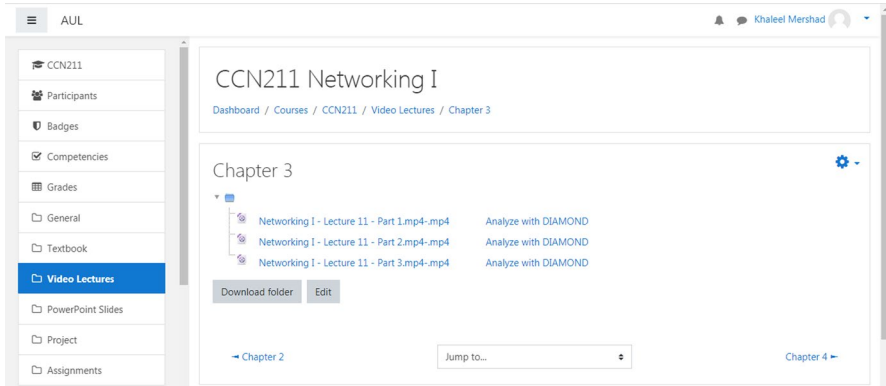 AUL
Khaleel Mershad
CCN211
Participants
Badges
Competencies
Grades
General
Textbook
Video Lectures
PowerPoint Slides
Project
Assignments
CCN211 Networking I
Dashboard / Courses / CCN211 / Video Lectures / Chapter 3
Chapter 3
Networking I - Lecture 11 - Part 1.mp4-.mp4 Analyze with DIAMOND
Networking I - Lecture 11 - Part 2.mp4-.mp4 Analyze with DIAMOND
Networking I - Lecture 11 - Part 3.mp4-.mp4 Analyze with DIAMOND
Download folder Edit
◄ Chapter 2 Jump to... Chapter 4 ►